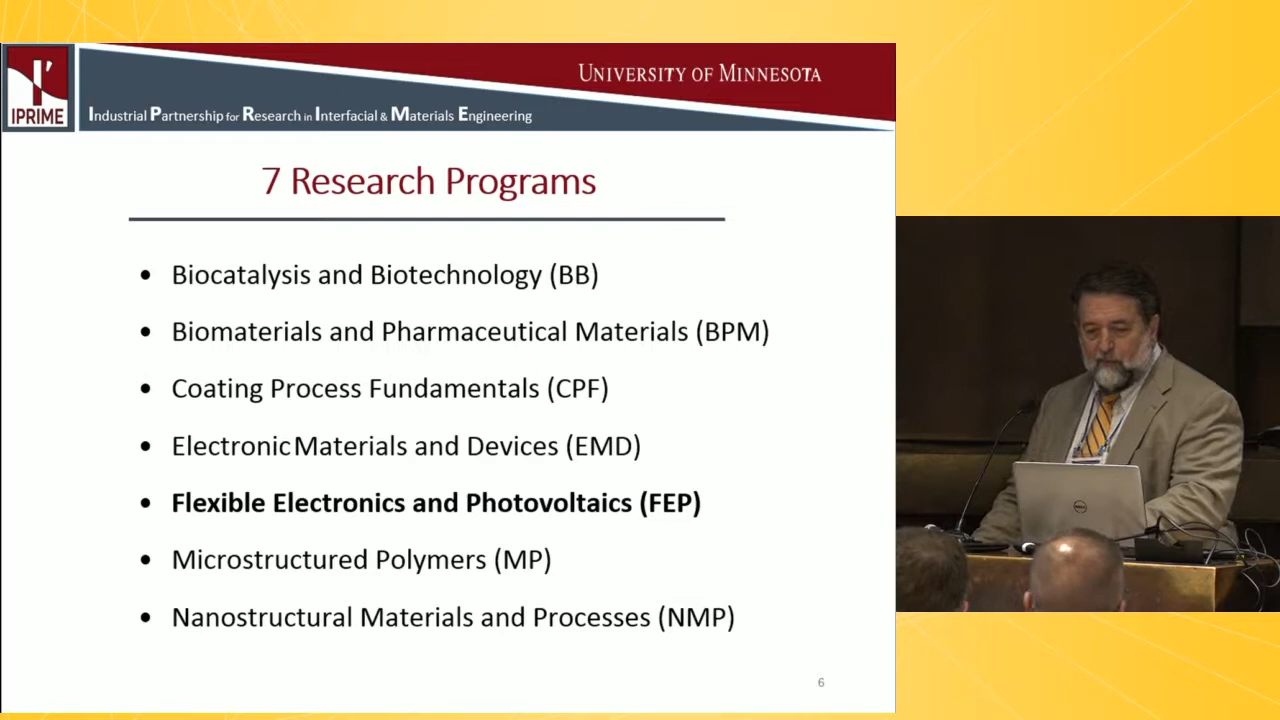 UNIVERSITY OF MINNESOTA
IPRIME
Industrial Partnership for Research in Interfacial & Materials Engineering
7 Research Programs
• Biocatalysis and Biotechnology (BB)
• Biomaterials and Pharmaceutical Materials (BPM)
• Coating Process Fundamentals (CPF)
• Electronic Materials and Devices (EMD)
• Flexible Electronics and Photovoltaics (FEP)
• Microstructured Polymers (MP)
• Nanostructural Materials and Processes (NMP)
6
DELL